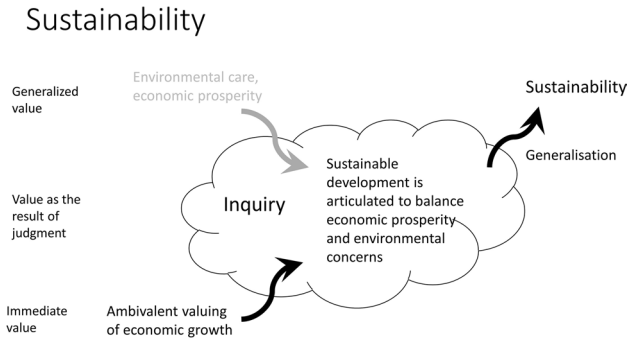 Sustainability
Generalized
value
Environmental care,
economic prosperity
Sustainability
Generalisation
Value as the
result of
judgment
Inquiry
Sustainable
development is
articulated to balance
economic prosperity
and environmental
concerns
Immediate
value
Ambivalent valuing
of economic growth